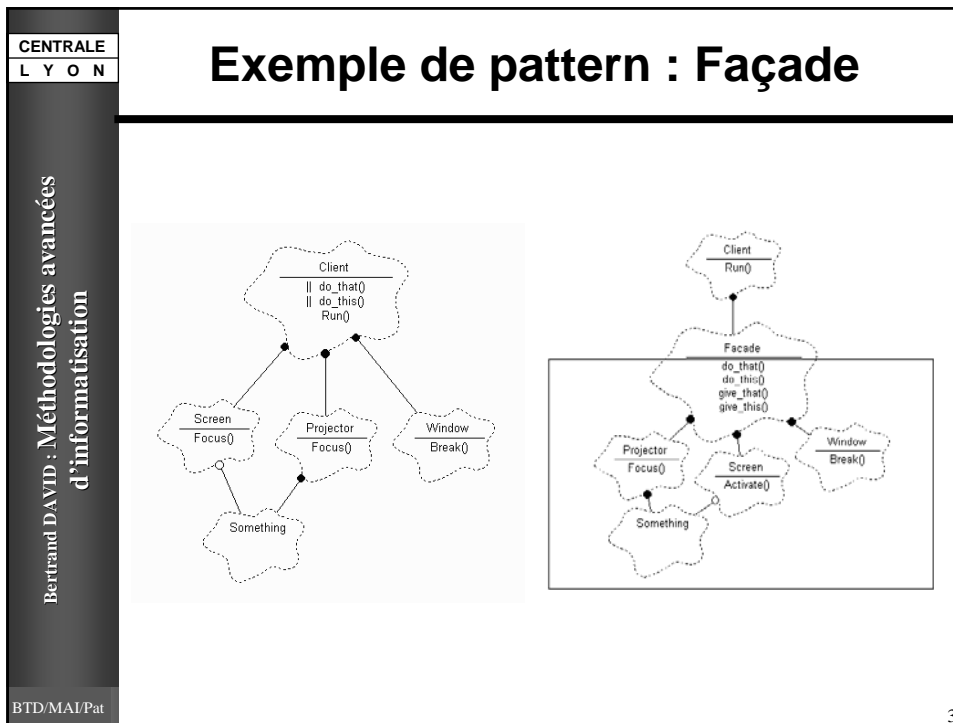 CENTRALE
L Y O N
Exemple de pattern : Façade
Bertrand DAVID : Méthodologies avancées
d'informatisation
Client
|| do_that()
|| do_this()
Run()
Screen
Focus()
Projector
Focus()
Window
Break()
Something
Client
Run()
Facade
do_that()
do_this()
give_that()
give_this()
Projector
Focus()
Screen
Activate()
Window
Break()
Something
BTD/MAI/Pat
3